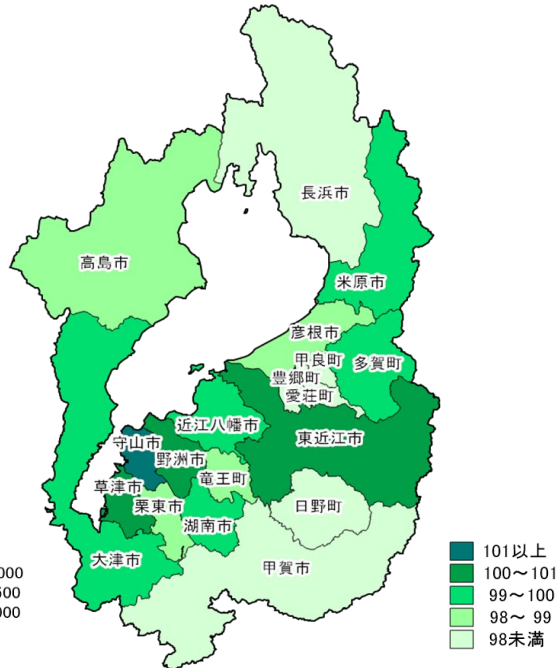 長浜市
高島市
米原市
彦根市
甲良町
多賀町
豊郷町
愛荘町
近江八幡市
東近江市
守山市
野洲市
竜王町
草津市
栗東市
日野町
湖南市
大津市
甲賀市
000
500
000
101以上
100～101
99～100
98～ 99
98未満